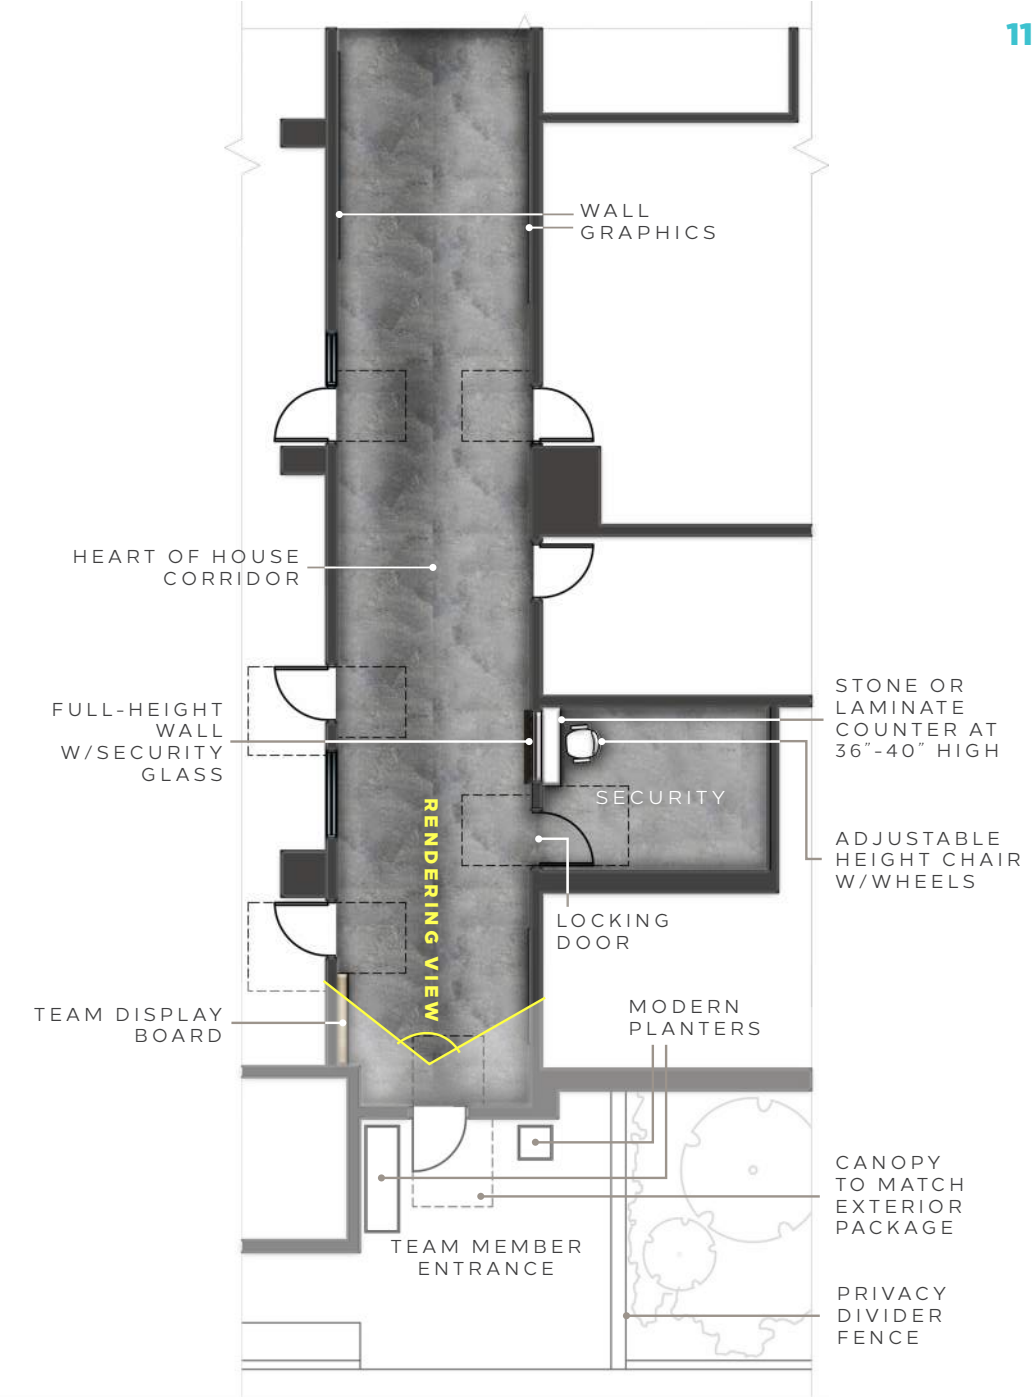 11
WALL
GRAPHICS
HEART OF HOUSE
CORRIDOR
FULL-HEIGHT
WALL
W/SECURITY
GLASS
STONE OR
LAMINATE
COUNTER AT
36"-40" HIGH
SECURITY
RENDERING VIEW
ADJUSTABLE
HEIGHT CHAIR
W/WHEELS
LOCKING
DOOR
TEAM DISPLAY
BOARD
MODERN
PLANTERS
CANOPY
TO MATCH
EXTERIOR
PACKAGE
TEAM MEMBER
ENTRANCE
PRIVACY
DIVIDER
FENCE